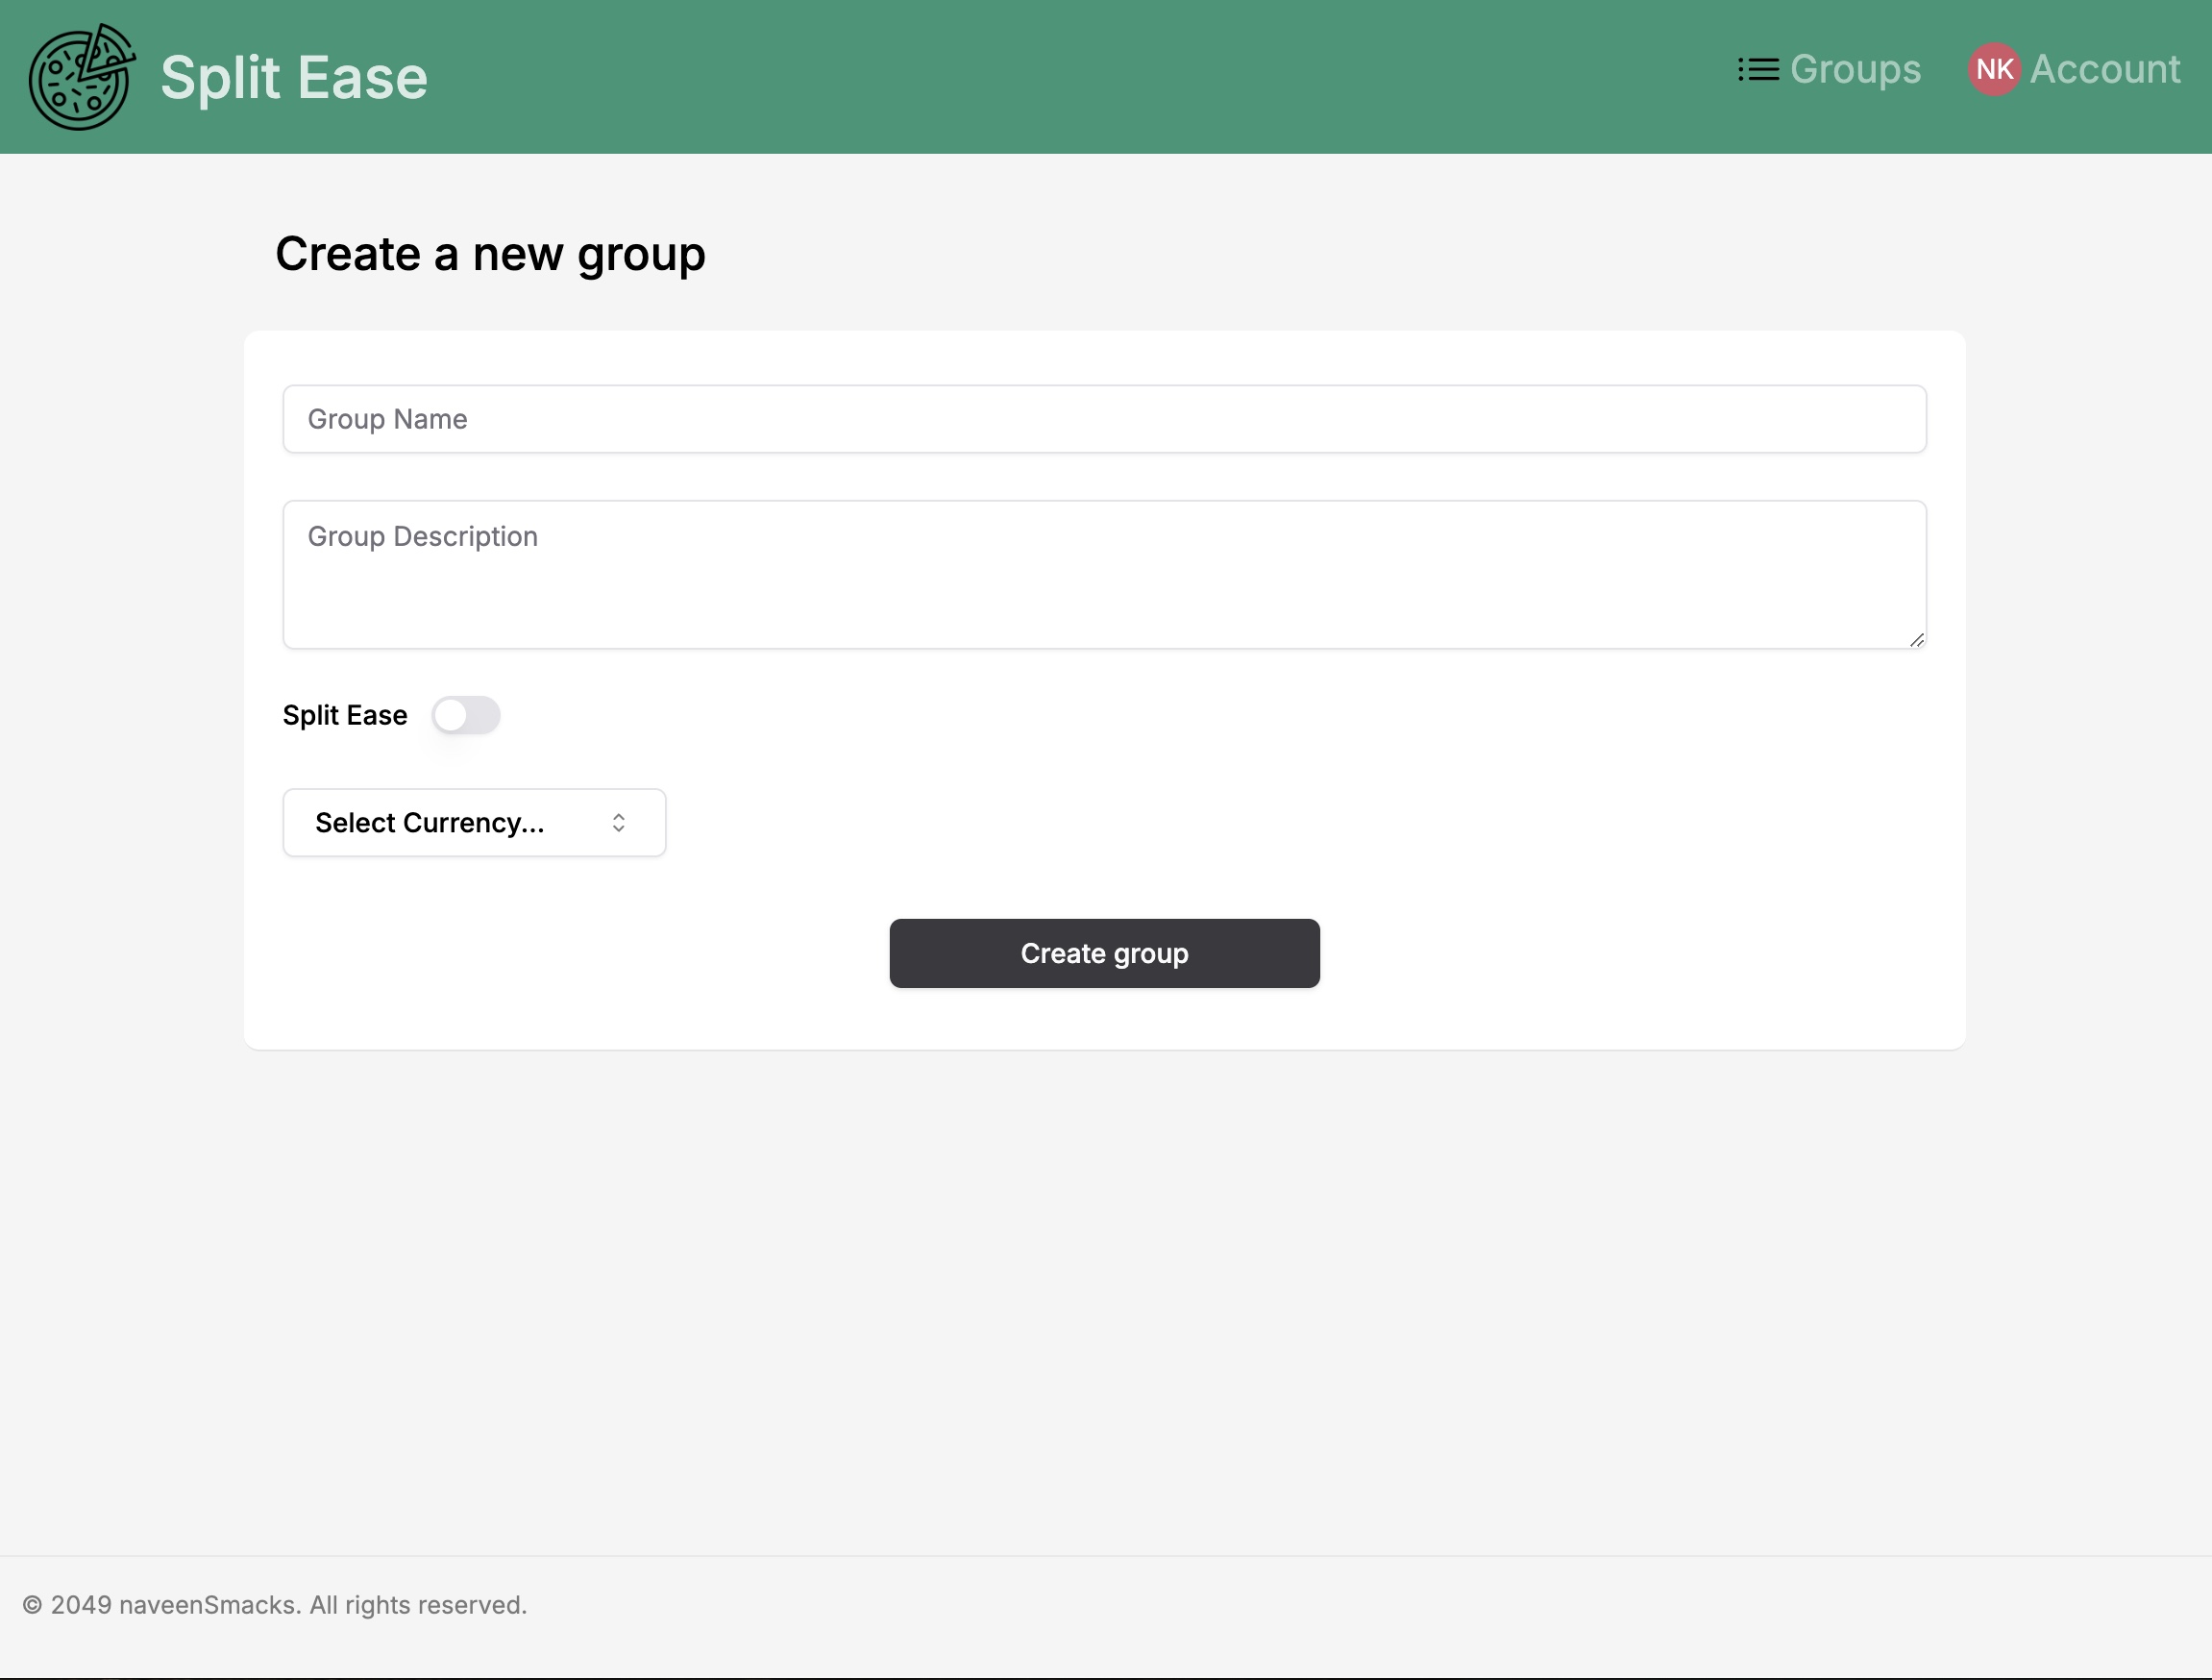 Split Ease
Groups
NK Account
Create a new group
Group Name
Group Description
Split Ease
Select Currency...
Create group
© 2049 naveenSmacks. All rights reserved.